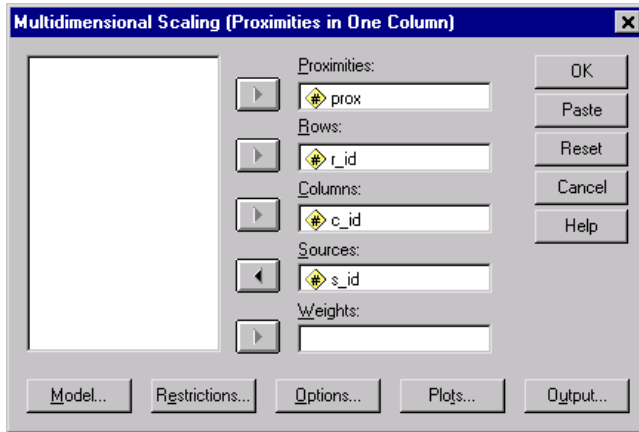 Multidimensional Scaling (Proximities in One Column)
Proximities:
# prox
Rows:
# r_id
Columns:
# c_id
Sources:
# s_id
Weights:
OK
Paste
Reset
Cancel
Help
Model...
Restrictions...
Options...
Plots...
Output...